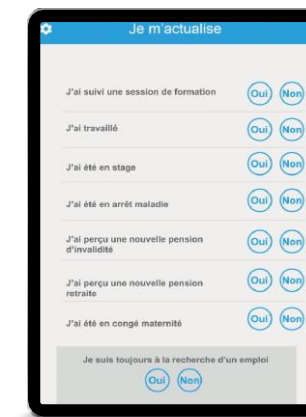 Je m'actualise
J'ai suivi une session de formation Oui Non
J'ai travaillé Oui Non
J'ai été en stage Oui Non
J'ai été en arrêt maladie Oui Non
J'ai perçu une nouvelle pension
d'invalidité Oui Non
J'ai perçu une nouvelle pension
retraite Oui Non
J'ai été en congé maternité Oui Non
Je suis toujours à la recherche d'un emploi
Oui Non